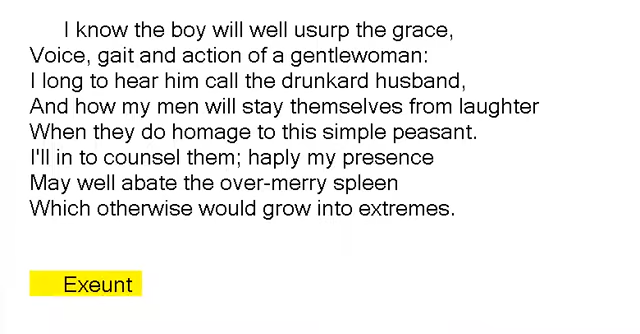 I know the boy will well usurp the grace,
Voice, gait and action of a gentlewoman:
I long to hear him call the drunkard husband,
And how my men will stay themselves from laughter
When they do homage to this simple peasant.
I'll in to counsel them; haply my presence
May well abate the over-merry spleen
Which otherwise would grow into extremes.
Exeunt